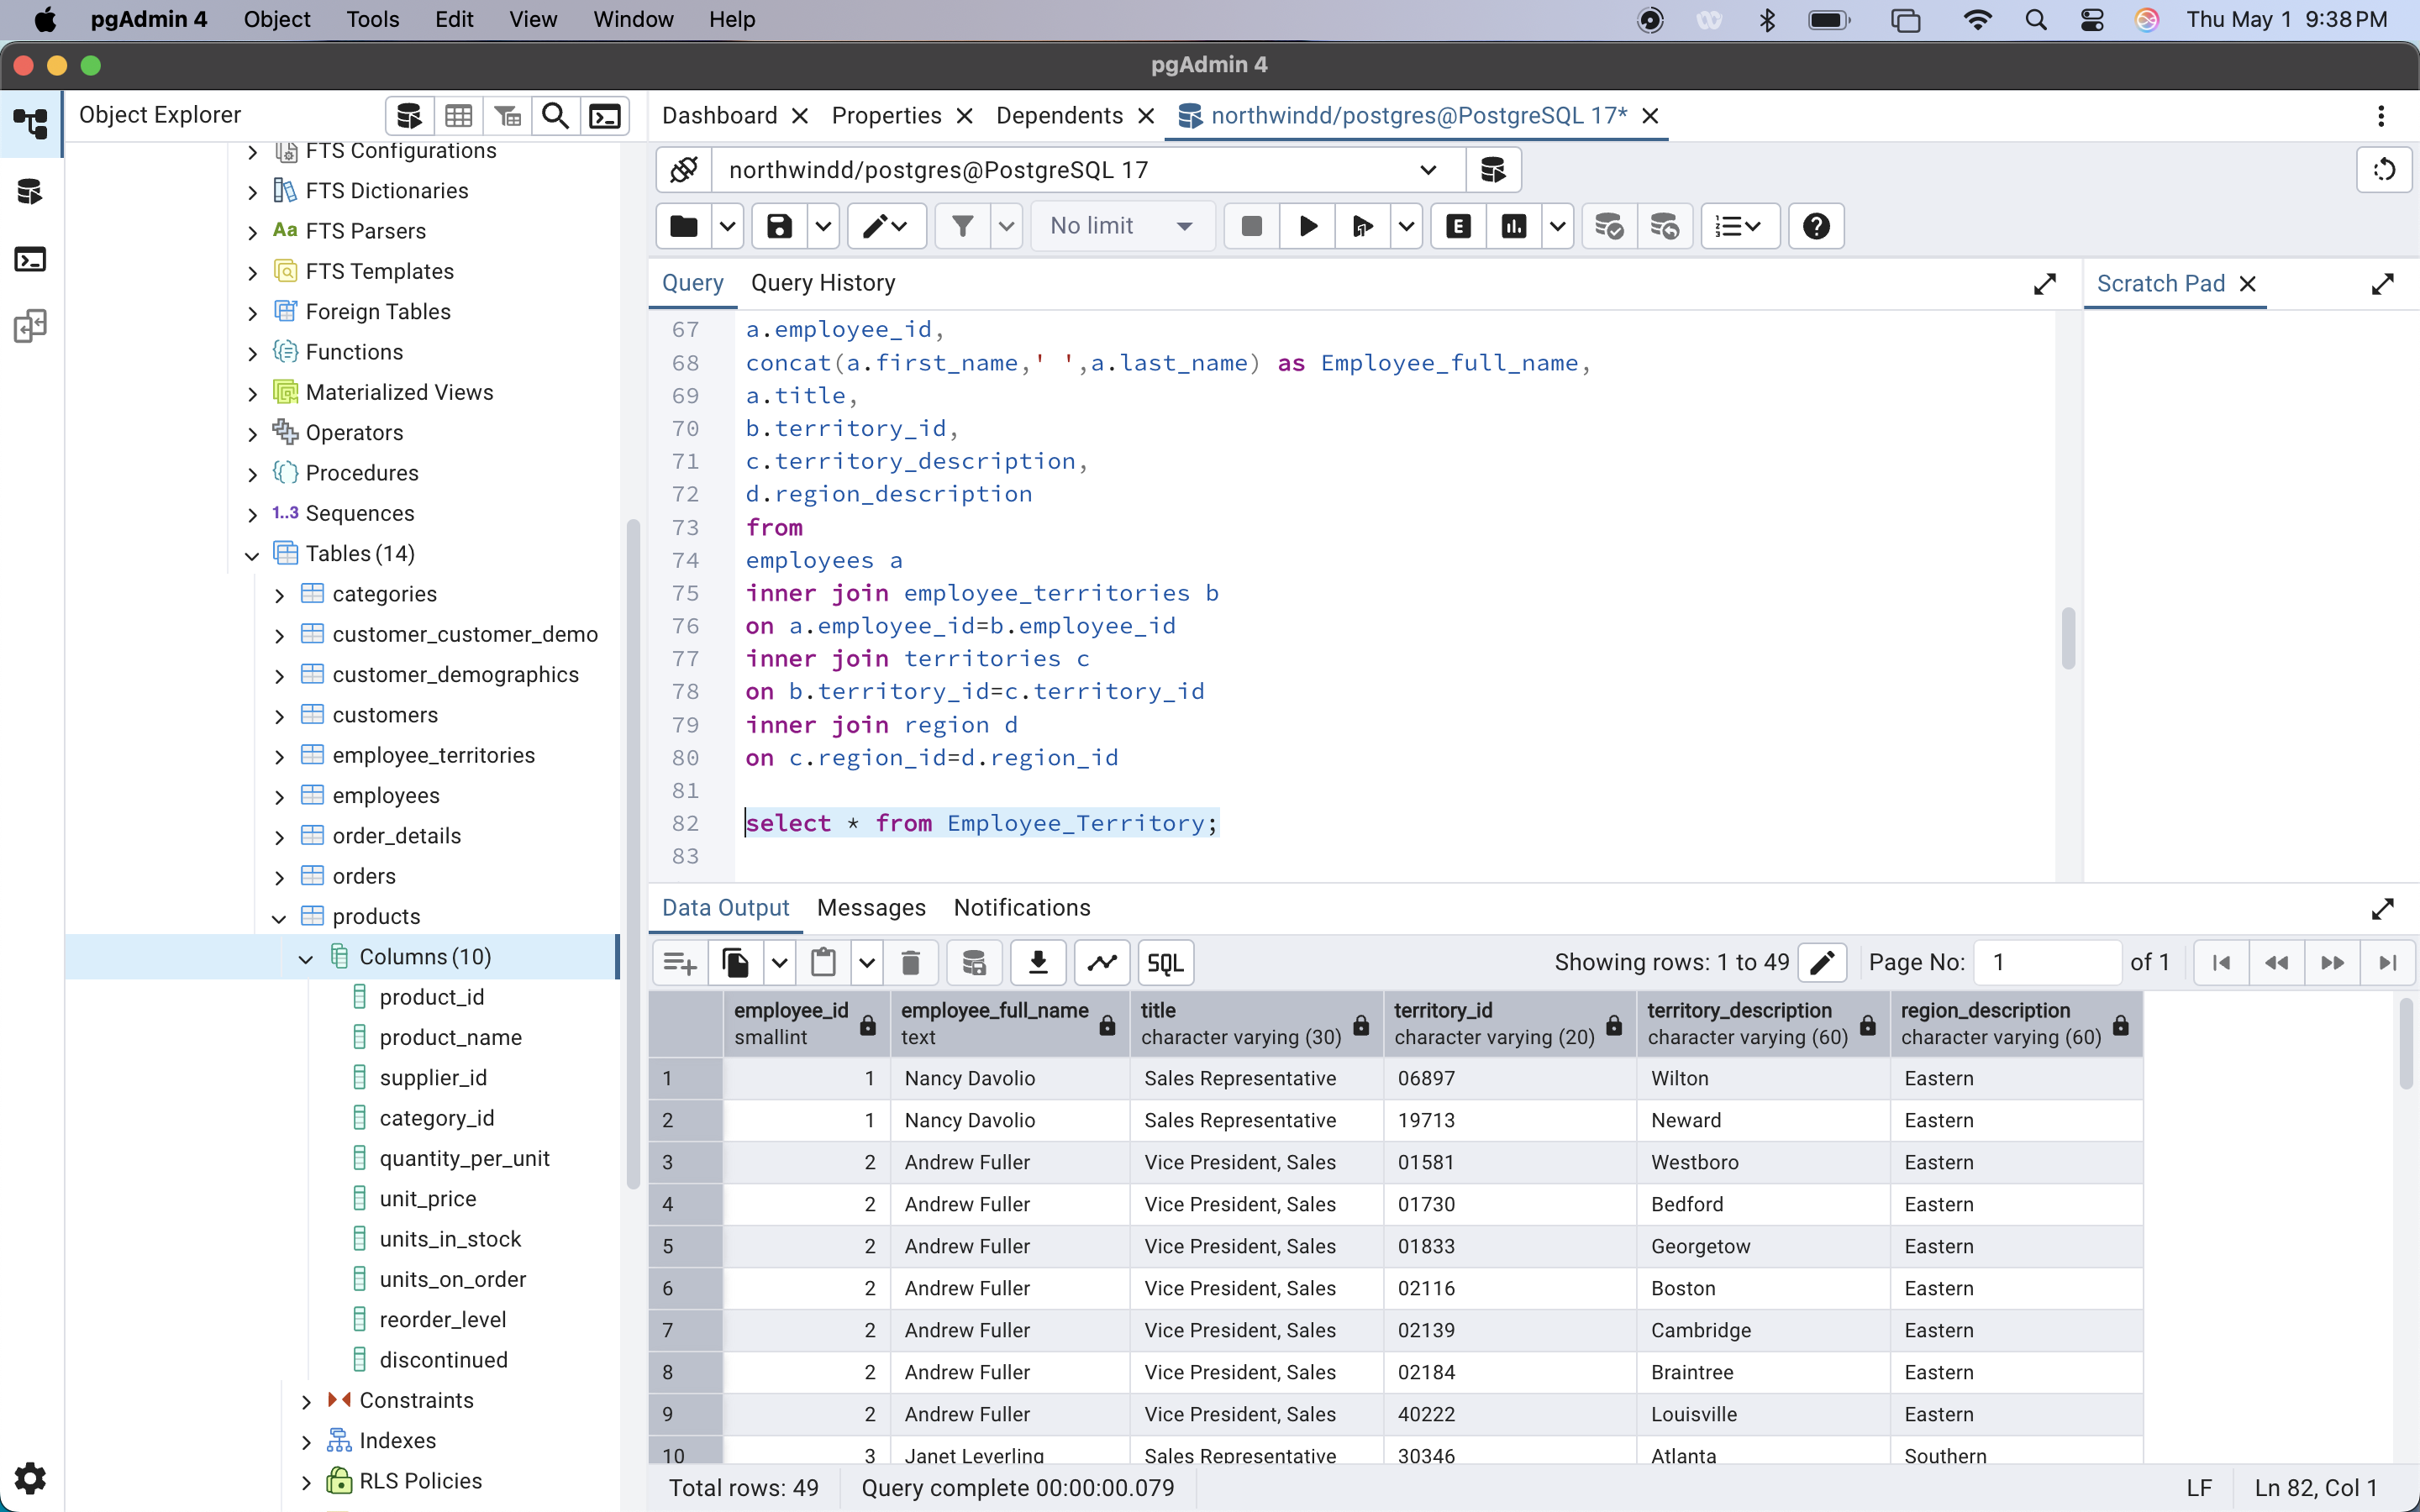 pgAdmin 4 Object Tools Edit View Window Help Thu May 1 9:38 PM
pgAdmin 4
Object Explorer
FTS Configurations
FTS Dictionaries
Aa FTS Parsers
FTS Templates
Foreign Tables
Functions
Materialized Views
Operators
Procedures
1..3 Sequences
Tables (14)
categories
customer_customer_demo
customer_demographics
customers
employee_territories
employees
order_details
orders
products
Columns (10)
product_id
product_name
supplier_id
category_id
quantity_per_unit
unit_price
units_in_stock
units_on_order
reorder_level
discontinued
Constraints
Indexes
RLS Policies
Dashboard Properties Dependents northwindd/postgres@PostgreSQL 17*
northwindd/postgres@PostgreSQL 17
No limit E
Query Query History
Scratch Pad
67 a.employee_id,
68 concat(a.first_name,' ',a.last_name) as Employee_full_name,
69 a.title,
70 b.territory_id,
71 c.territory_description,
72 d.region_description
73 from
74 employees a
75 inner join employee_territories b
76 on a.employee_id=b.employee_id
77 inner join territories c
78 on b.territory_id=c.territory_id
79 inner join region d
80 on c.region_id=d.region_id
81
82 select * from Employee_Territory;
83
Data Output Messages Notifications
SQL Showing rows: 1 to 49 Page No: 1 of 1
employee_id employee_full_name title territory_id territory_description region_description
smallint text character varying (30) character varying (20) character varying (60) character varying (60)
1 1 Nancy Davolio Sales Representative 06897 Wilton Eastern
2 1 Nancy Davolio Sales Representative 19713 Neward Eastern
3 2 Andrew Fuller Vice President, Sales 01581 Westboro Eastern
4 2 Andrew Fuller Vice President, Sales 01730 Bedford Eastern
5 2 Andrew Fuller Vice President, Sales 01833 Georgetow Eastern
6 2 Andrew Fuller Vice President, Sales 02116 Boston Eastern
7 2 Andrew Fuller Vice President, Sales 02139 Cambridge Eastern
8 2 Andrew Fuller Vice President, Sales 02184 Braintree Eastern
9 2 Andrew Fuller Vice President, Sales 40222 Louisville Eastern
10 3 Janet Leverling Sales Representative 30346 Atlanta Southern
Total rows: 49 Query complete 00:00:00.079 LF Ln 82, Col 1